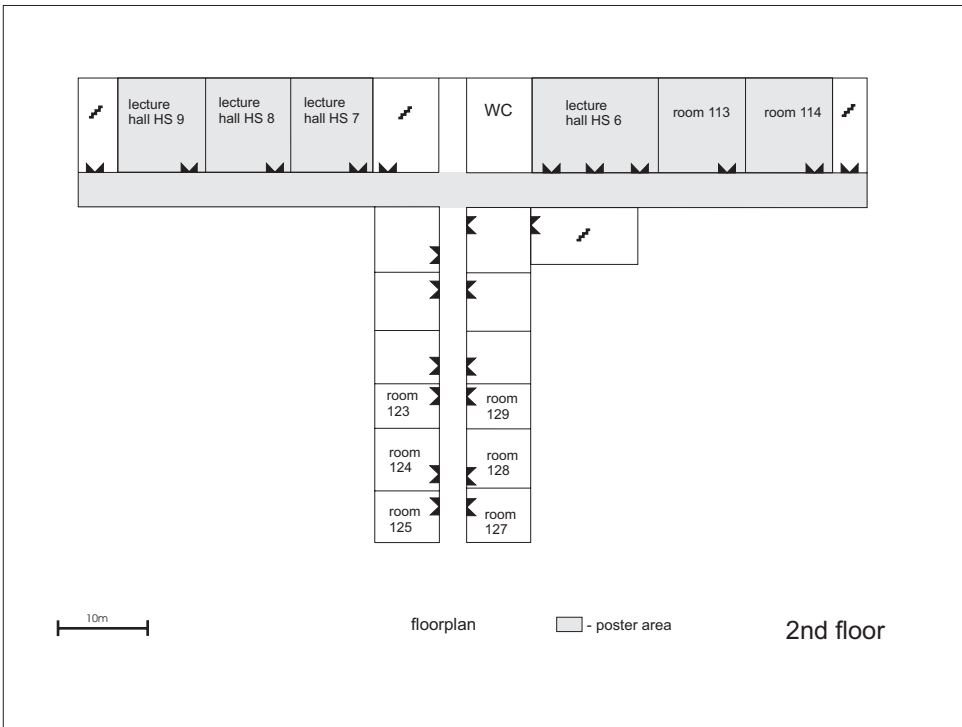 lecture
hall HS 9
lecture
hall HS 8
lecture
hall HS 7
WC
lecture
hall HS 6
room 113
room 114
room
123
room
129
room
124
room
128
room
125
room
127
10m
floorplan
- poster area
2nd floor